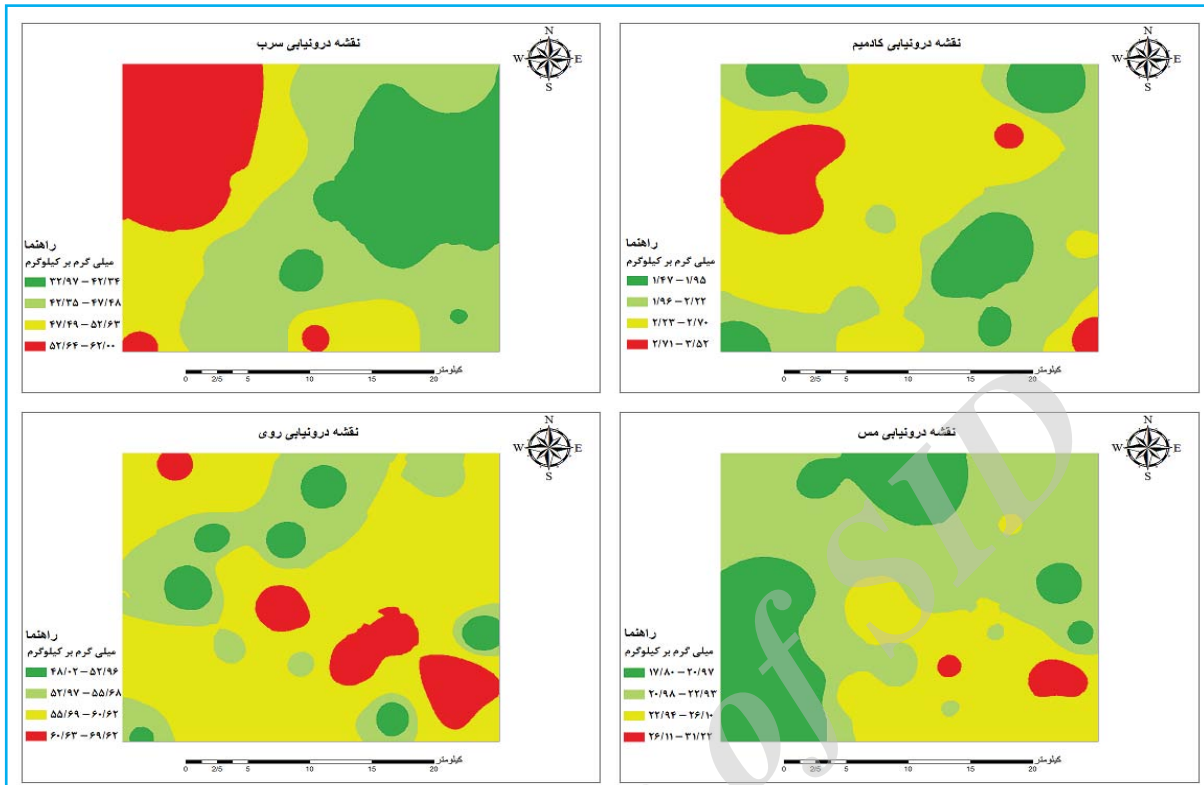 نقشه درونیابی سرب
N
W E
S
راهنما
میلی گرم بر کیلوگرم
۳۲/۹۷ – ۴۲/۳۴
۴۲/۳۵ – ۴۷/۴۸
۴۷/۴۹ – ۵۲/۶۳
۵۲/۶۴ – ۶۲/۰۰
کیلومتر
0 2/5 5 10 15 20
نقشه درونیابی کادمیم
N
W E
S
راهنما
میلی گرم بر کیلوگرم
۱/۴۷ – ۱/۹۵
۱/۹۶ – ۲/۲۲
۲/۲۳ – ۲/۷۰
۲/۷۱ – ۳/۵۲
کیلومتر
0 2/5 5 10 15 20
نقشه درونیابی روی
N
W E
S
راهنما
میلی گرم بر کیلوگرم
۴۸/۰۲ – ۵۲/۹۶
۵۲/۹۷ – ۵۵/۶۸
۵۵/۶۹ – ۶۰/۶۲
۶۰/۶۳ – ۶۹/۶۲
کیلومتر
0 2/5 5 10 15 20
نقشه درونیابی مس
N
W E
S
راهنما
میلی گرم بر کیلوگرم
۱۷/۸۰ – ۲۰/۹۷
۲۰/۹۸ – ۲۲/۹۳
۲۲/۹۴ – ۲۶/۱۰
۲۶/۱۱ – ۳۱/۲۲
کیلومتر
0 2/5 5 10 15 20
of SID